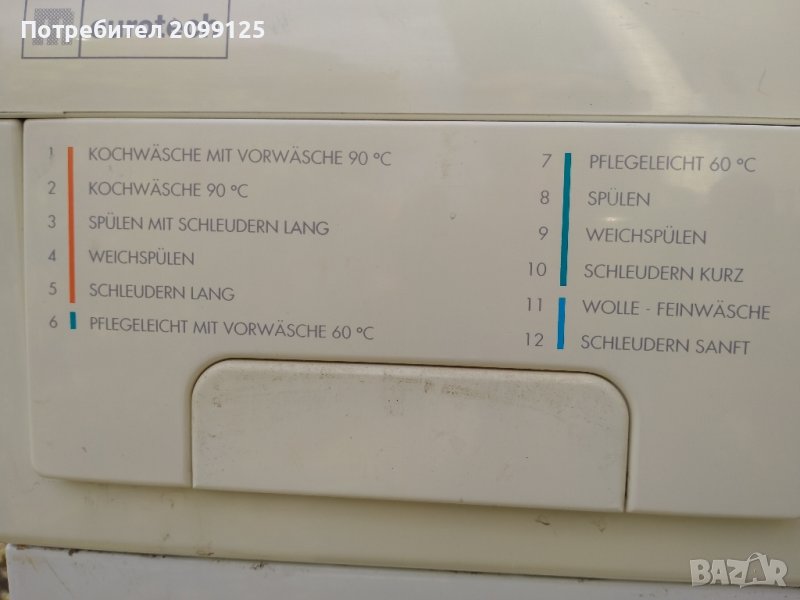 Потребител 2099125
eurotech
1 KOCHWÄSCHE MIT VORWÄSCHE 90 °C
2 KOCHWÄSCHE 90 °C
3 SPÜLEN MIT SCHLEUDERN LANG
4 WEICHSPÜLEN
5 SCHLEUDERN LANG
6 PFLEGELEICHT MIT VORWÄSCHE 60 °C
7 PFLEGELEICHT 60 °C
8 SPÜLEN
9 WEICHSPÜLEN
10 SCHLEUDERN KURZ
11 WOLLE - FEINWÄSCHE
12 SCHLEUDERN SANFT
BAZAR